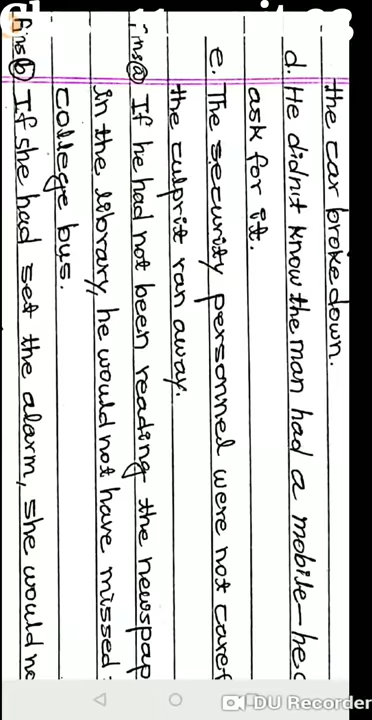 the car broke down.
d. He didn't know the man had a mobile - he
ask for it.
e. The security personnel were not
the culprit ran away.
ins@ If he had not been reading the
in the library, he would not have missed
college bus.
ins(b) If she had set the alarm, she would
DU Recorder